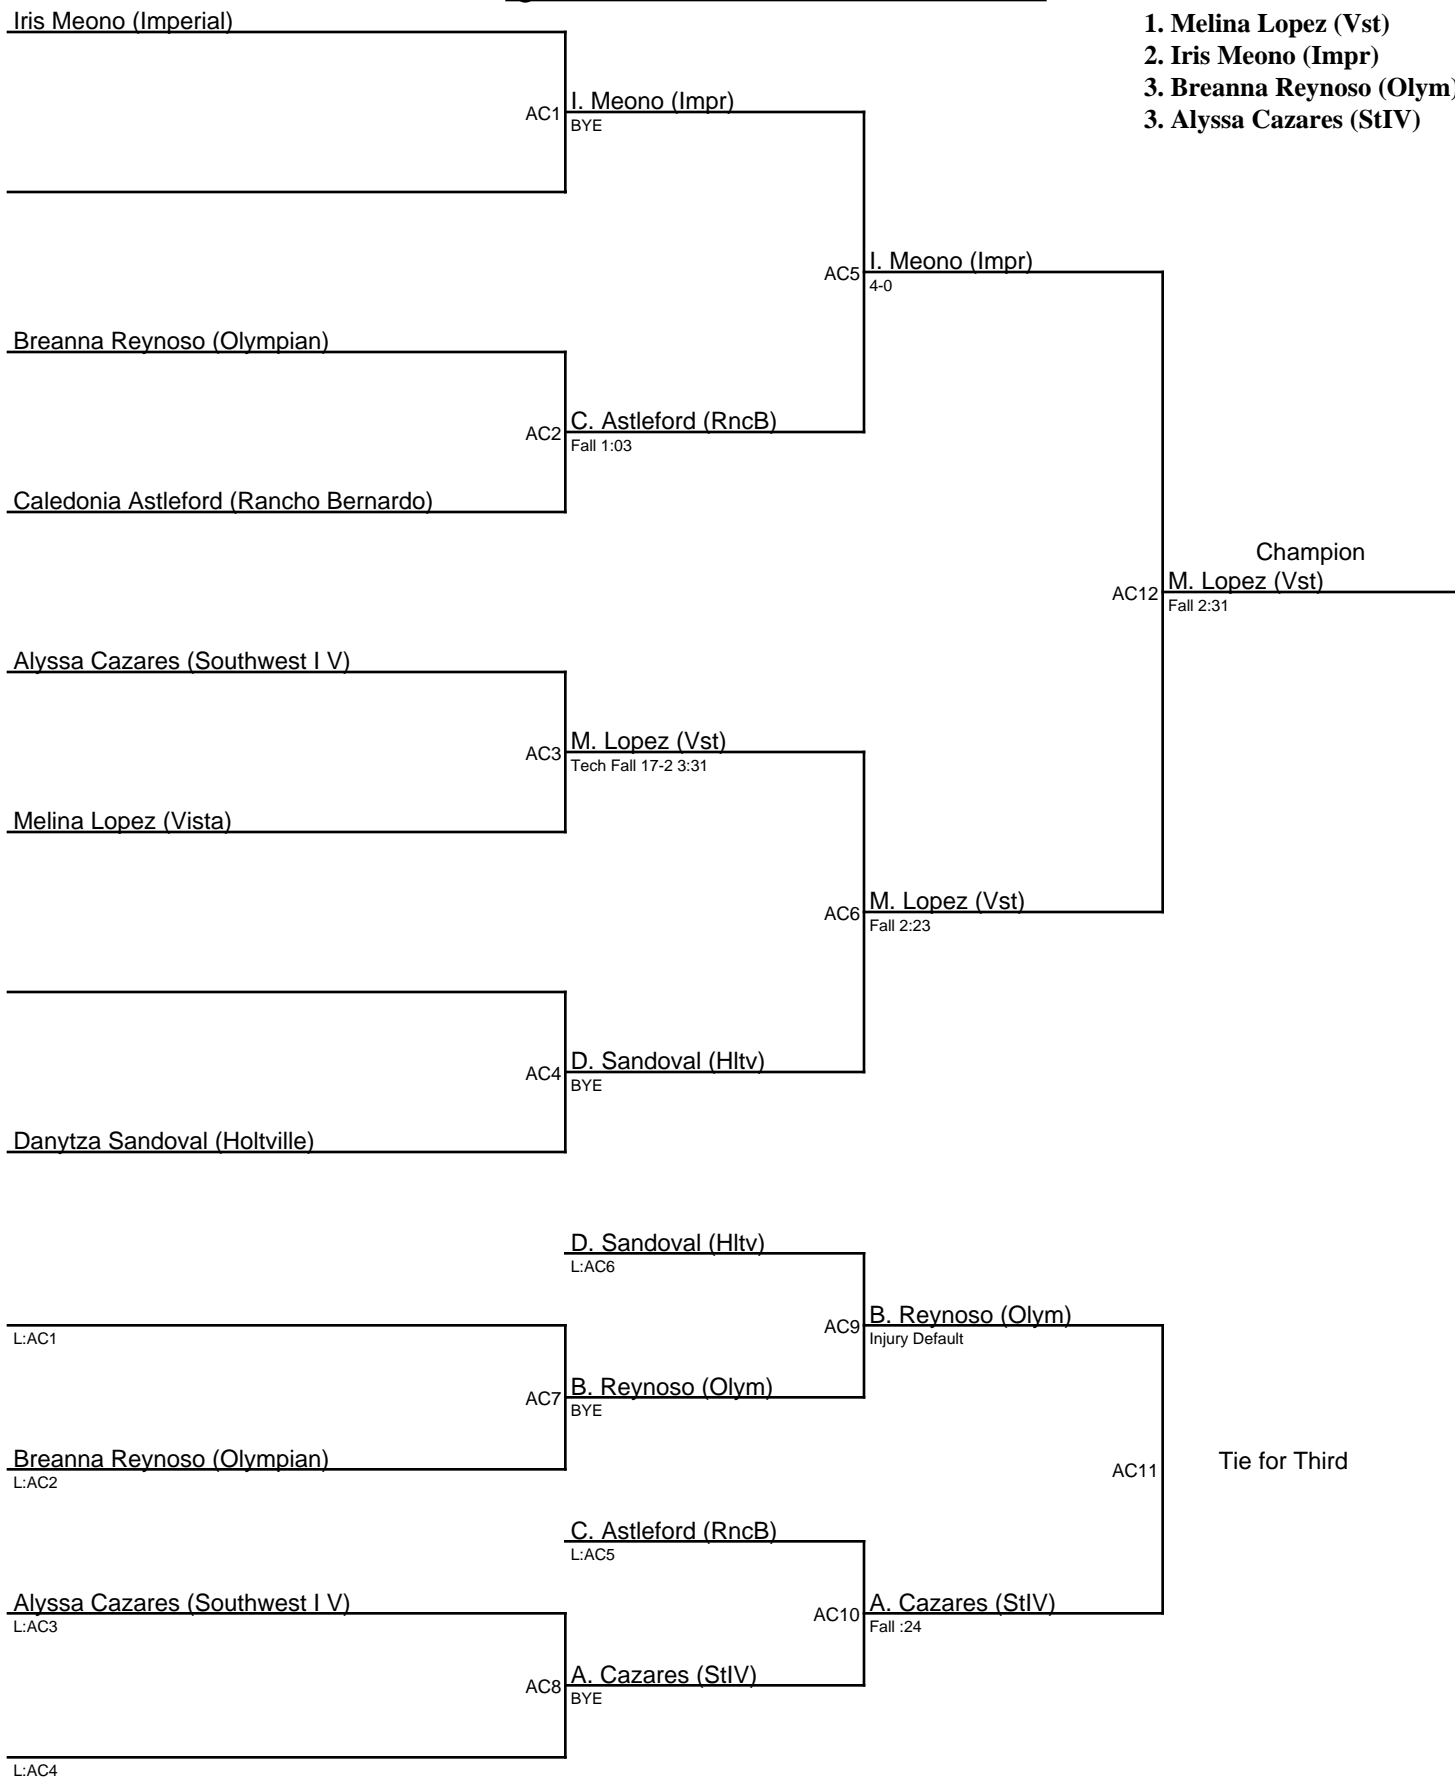 Iris Meono (Imperial)
1. Melina Lopez (Vst)
2. Iris Meono (Impr)
3. Breanna Reynoso (Olym)
3. Alyssa Cazares (StIV)
AC1
I. Meono (Impr)
BYE
AC5
I. Meono (Impr)
4-0
Breanna Reynoso (Olympian)
AC2
C. Astleford (RncB)
Fall 1:03
Caledonia Astleford (Rancho Bernardo)
Champion
AC12
M. Lopez (Vst)
Fall 2:31
Alyssa Cazares (Southwest I V)
AC3
M. Lopez (Vst)
Tech Fall 17-2 3:31
Melina Lopez (Vista)
AC6
M. Lopez (Vst)
Fall 2:23
AC4
D. Sandoval (Hltv)
BYE
Danytza Sandoval (Holtville)
D. Sandoval (Hltv)
L:AC6
L:AC1
AC9
B. Reynoso (Olym)
Injury Default
AC7
B. Reynoso (Olym)
BYE
Breanna Reynoso (Olympian)
L:AC2
AC11
Tie for Third
C. Astleford (RncB)
L:AC5
Alyssa Cazares (Southwest I V)
L:AC3
AC10
A. Cazares (StIV)
Fall :24
AC8
A. Cazares (StIV)
BYE
L:AC4